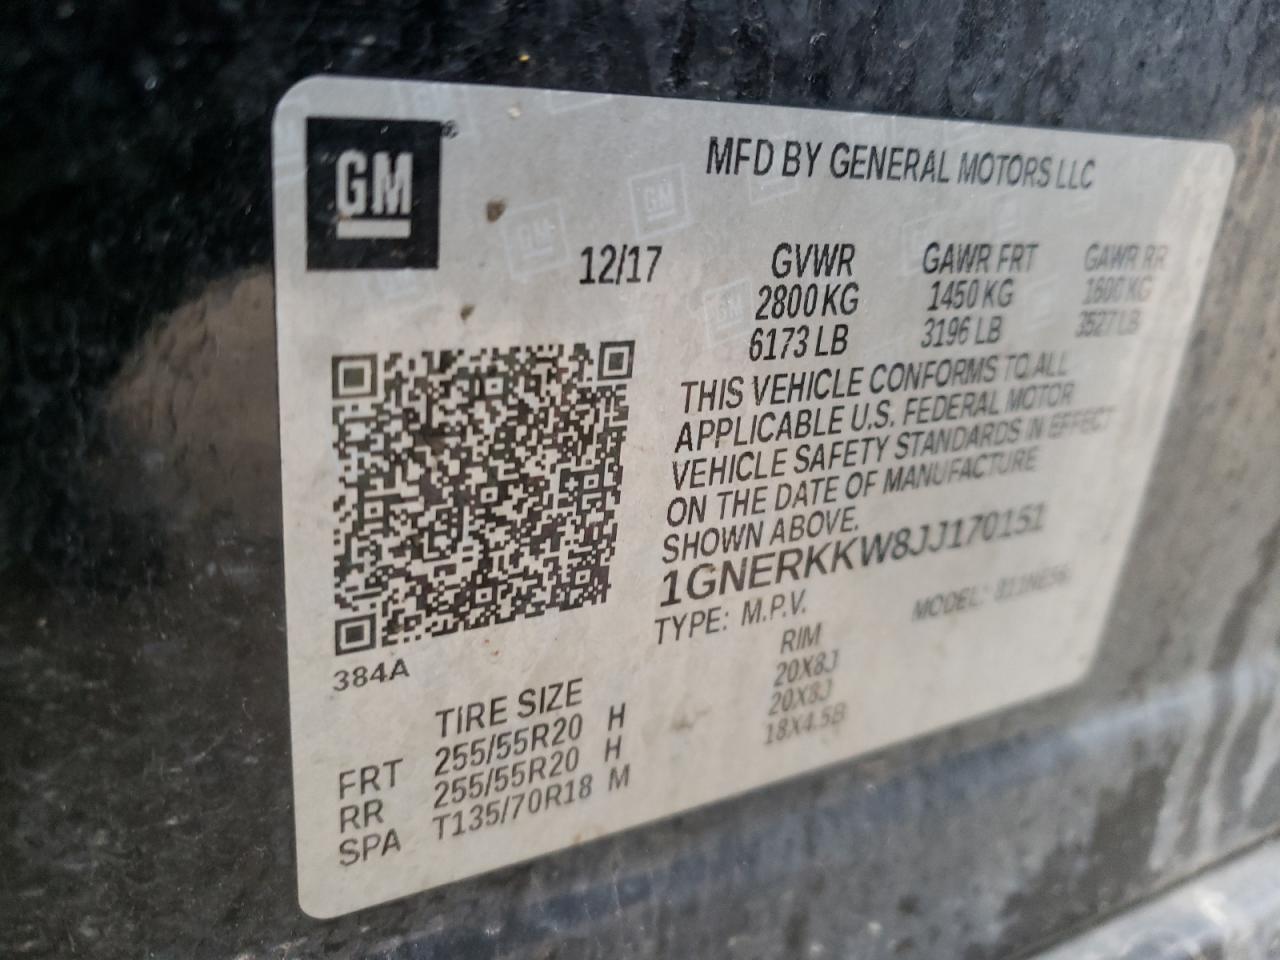 GM
MFD BY GENERAL MOTORS LLC
12/17 GVWR GAWR FRT GAWR RR
2800 KG 1450 KG 1600 KG
6173 LB 3196 LB 3527 LB
THIS VEHICLE CONFORMS TO ALL
APPLICABLE U.S. FEDERAL MOTOR
VEHICLE SAFETY STANDARDS IN EFFECT
ON THE DATE OF MANUFACTURE
SHOWN ABOVE.
1GNERKKW8JJ170151
TYPE: M.P.V. MODEL:
384A
TIRE SIZE RIM
FRT 255/55R20 H 20X8J
RR 255/55R20 H 20X8J
SPA T135/70R18 M 18X4.5B